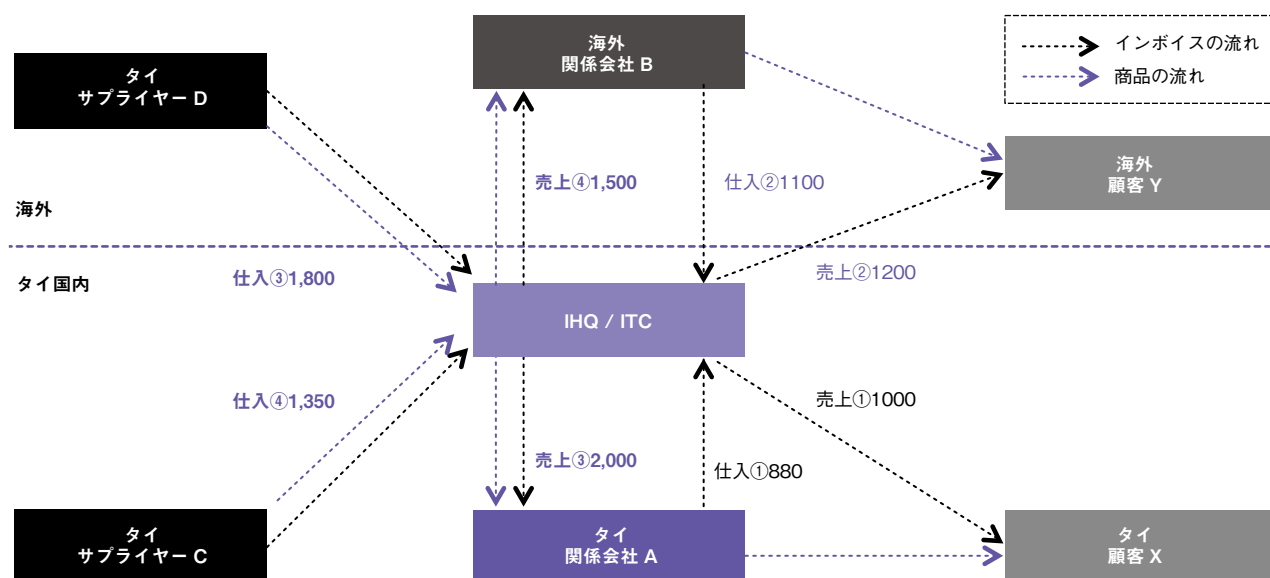 海外
関係会社 B
インボイスの流れ
商品の流れ
タイ
サプライヤー D
海外
顧客 Y
売上④1,500
仕入②1100
海外
タイ国内
仕入③1,800
売上②1200
IHQ / ITC
仕入④1,350
売上①1000
売上③2,000
仕入①880
タイ
サプライヤー C
タイ
関係会社 A
タイ
顧客 X